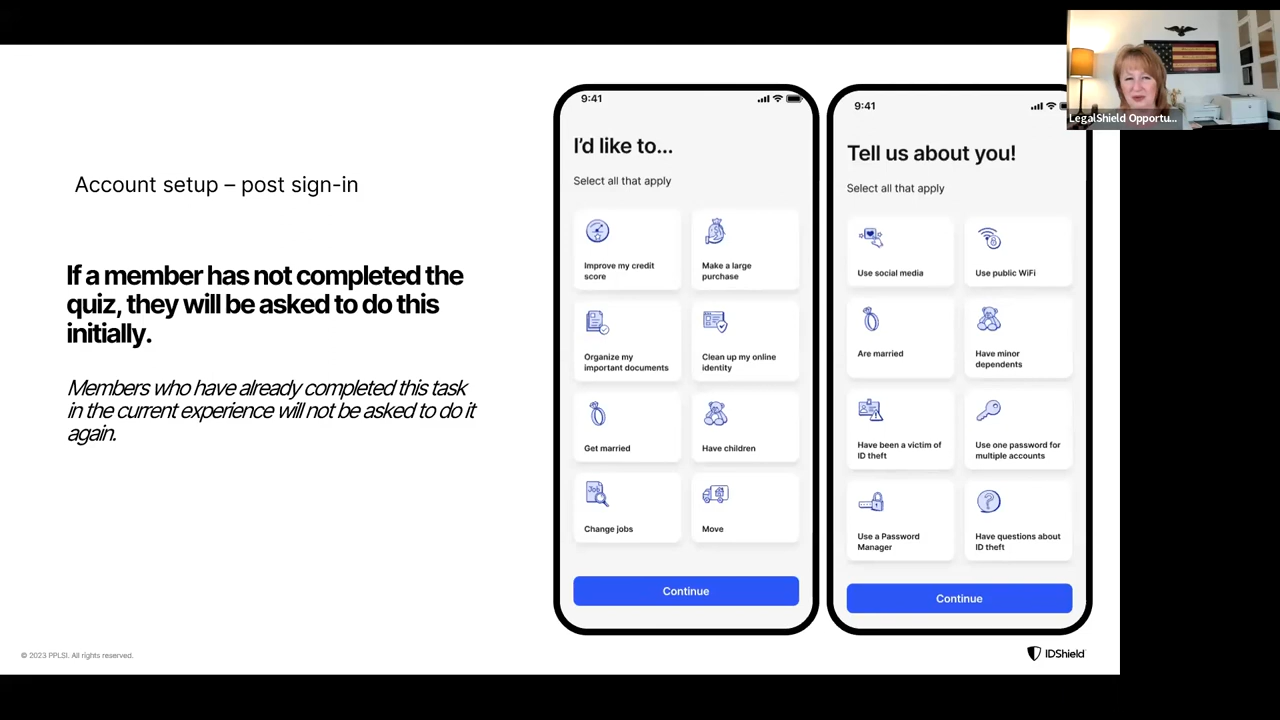 Account setup – post sign-in
If a member has not completed the
quiz, they will be asked to do this
initially.
Members who have already completed this task
in the current experience will not be asked to do it
again.
9:41
I'd like to...
Select all that apply
Improve my credit
score
Make a large
purchase
Organize my
important documents
Clean up my online
identity
Get married
Have children
Job
Change jobs
Move
Continue
9:41
Tell us about you!
Select all that apply
Use social media
Use public WiFi
Are married
Have minor
dependents
Have been a victim of
ID theft
Use one password for
multiple accounts
Use a Password
Manager
Have questions about
ID theft
Continue
LegalShield Opportu...
© 2023 PPLSI. All rights reserved.
IDShield